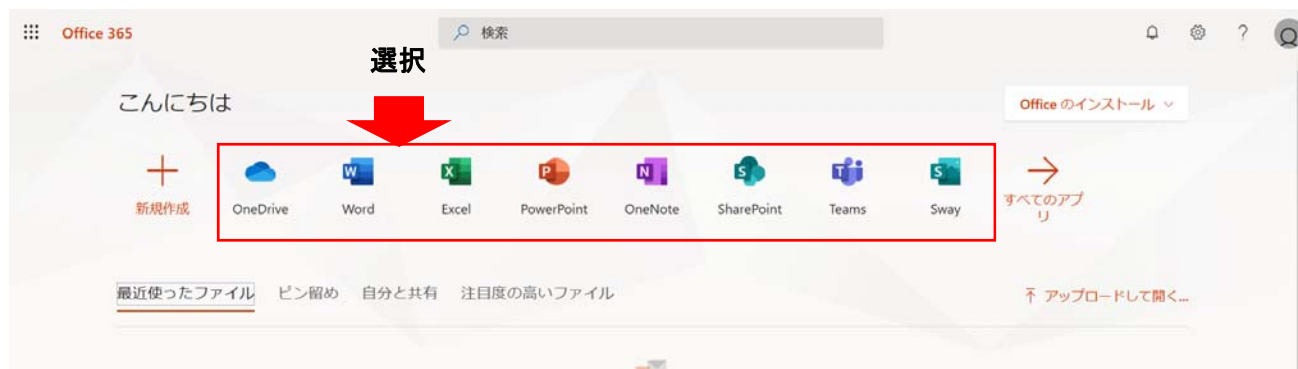 Office 365
検索
?
選択
こんにちは
Office のインストール
新規作成
OneDrive
Word
Excel
PowerPoint
OneNote
SharePoint
Teams
Sway
すべてのアプ
リ
最近使ったファイル ピン留め 自分と共有 注目度の高いファイル
アップロードして開く...